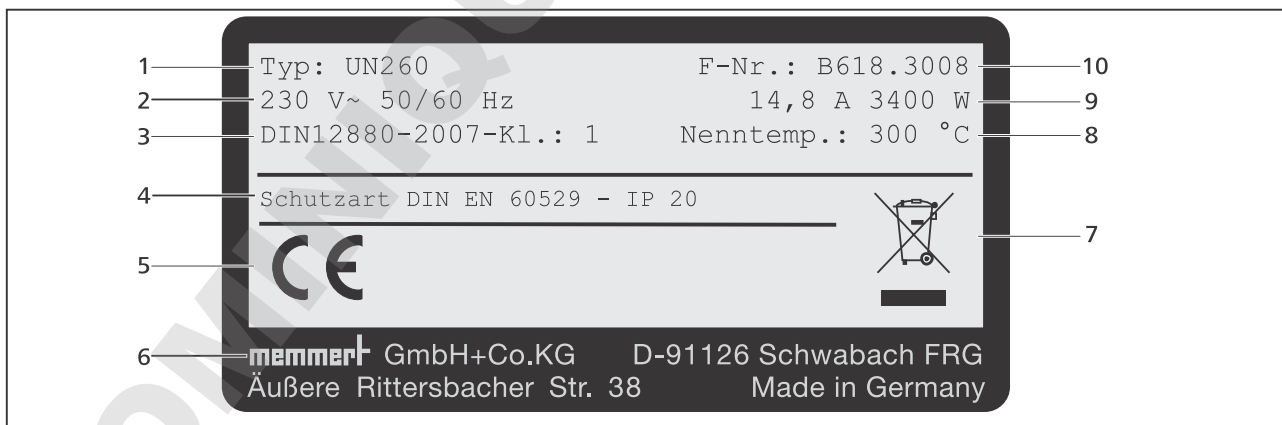 1 Typ: UN260 F-Nr.: B618.3008 10
2 230 V~ 50/60 Hz 14,8 A 3400 W 9
3 DIN12880-2007-Kl.: 1 Nenntemp.: 300 °C 8
4 Schutzart DIN EN 60529 - IP 20
7
5 CE
6 memmert GmbH+Co.KG D-91126 Schwabach FRG
Äußere Rittersbacher Str. 38 Made in Germany